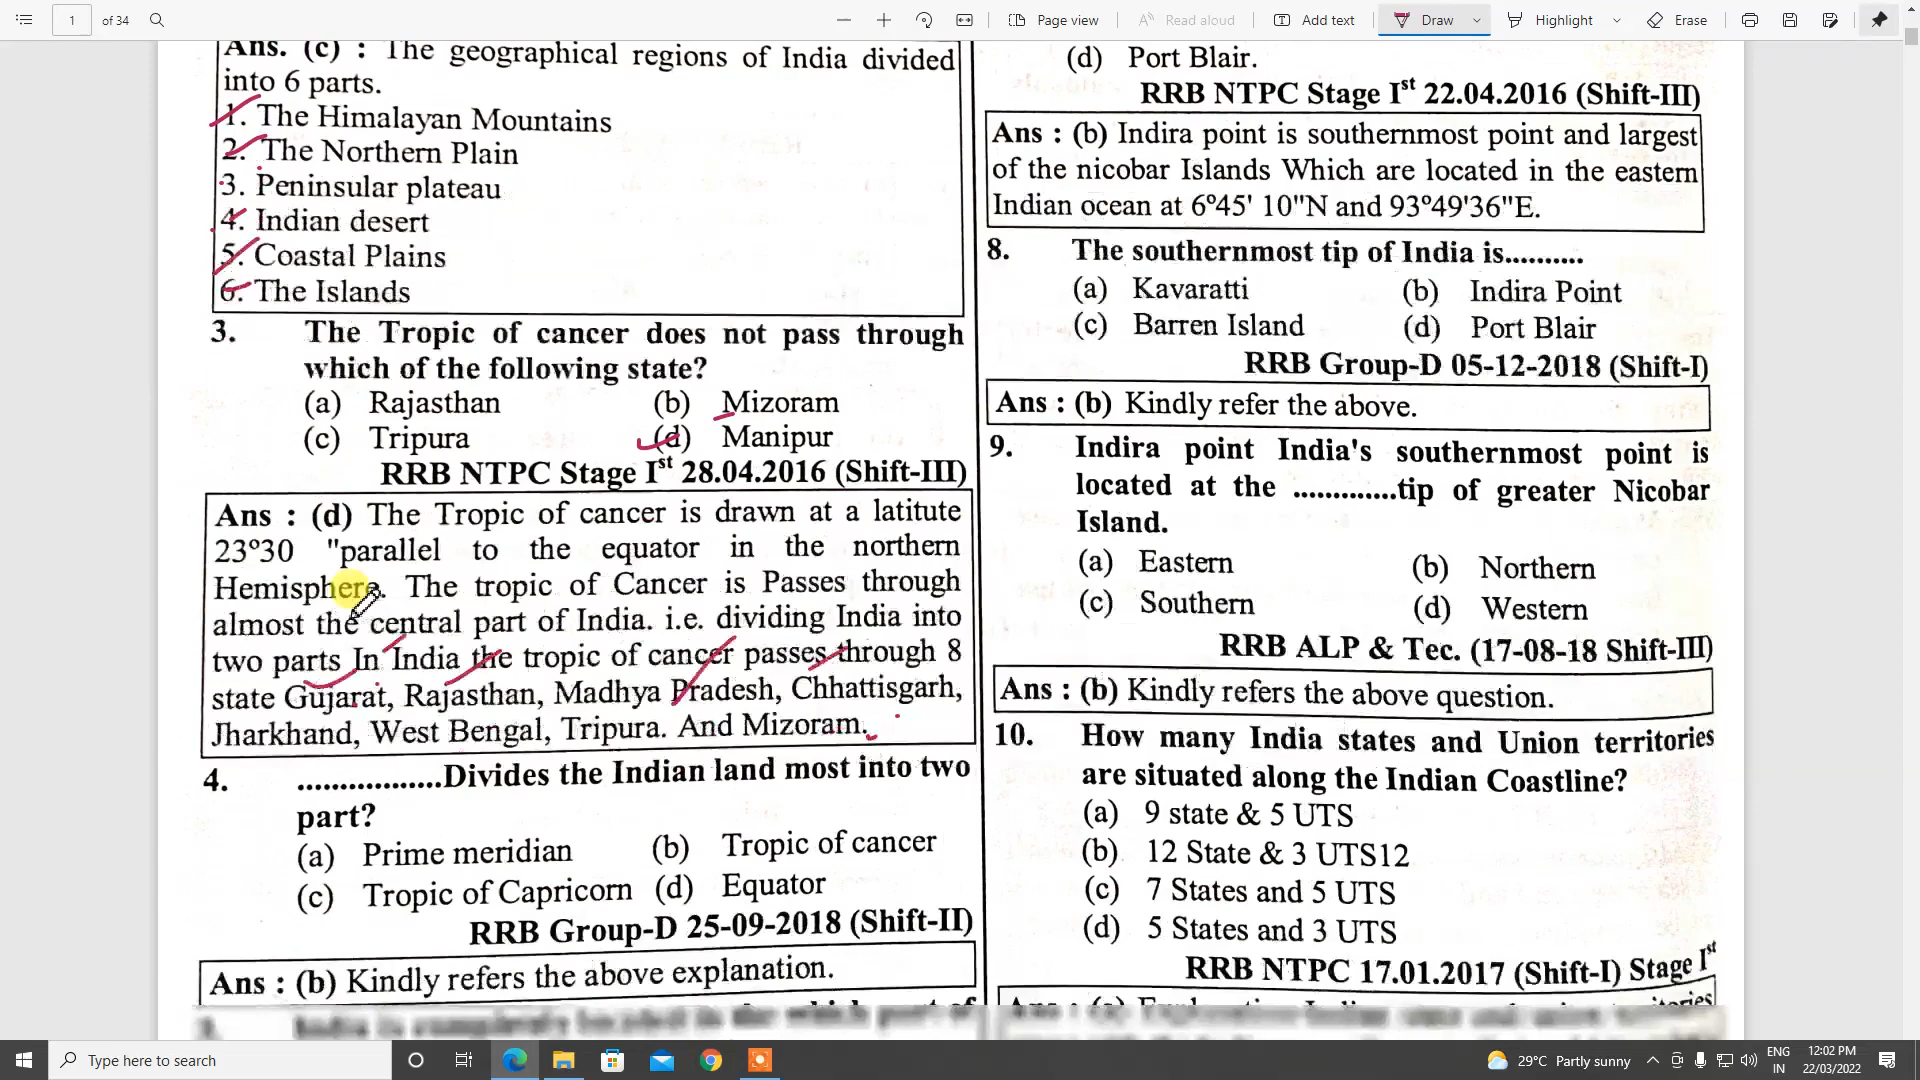 1 of 34
Page view
Read aloud
Add text
Draw
Highlight
Erase
Ans. (c) : The geographical regions of India divided
into 6 parts.
1. The Himalayan Mountains
2. The Northern Plain
3. Peninsular plateau
4. Indian desert
5. Coastal Plains
6. The Islands
3. The Tropic of cancer does not pass through
which of the following state?
(a) Rajasthan (b) Mizoram
(c) Tripura (d) Manipur
RRB NTPC Stage Ist 28.04.2016 (Shift-III)
Ans : (d) The Tropic of cancer is drawn at a latitute
23º30 "parallel to the equator in the northern
Hemisphere. The tropic of Cancer is Passes through
almost the central part of India. i.e. dividing India into
two parts In India the tropic of cancer passes through 8
state Gujarat, Rajasthan, Madhya Pradesh, Chhattisgarh,
Jharkhand, West Bengal, Tripura. And Mizoram.
4. .................Divides the Indian land most into two
part?
(a) Prime meridian (b) Tropic of cancer
(c) Tropic of Capricorn (d) Equator
RRB Group-D 25-09-2018 (Shift-II)
Ans : (b) Kindly refers the above explanation.
(d) Port Blair.
RRB NTPC Stage Ist 22.04.2016 (Shift-III)
Ans : (b) Indira point is southernmost point and largest
of the nicobar Islands Which are located in the eastern
Indian ocean at 6º45' 10"N and 93º49'36"E.
8. The southernmost tip of India is..........
(a) Kavaratti (b) Indira Point
(c) Barren Island (d) Port Blair
RRB Group-D 05-12-2018 (Shift-I)
Ans : (b) Kindly refer the above.
9. Indira point India's southernmost point is
located at the .............tip of greater Nicobar
Island.
(a) Eastern (b) Northern
(c) Southern (d) Western
RRB ALP & Tec. (17-08-18 Shift-III)
Ans : (b) Kindly refers the above question.
10. How many India states and Union territories
are situated along the Indian Coastline?
(a) 9 state & 5 UTS
(b) 12 State & 3 UTS12
(c) 7 States and 5 UTS
(d) 5 States and 3 UTS
RRB NTPC 17.01.2017 (Shift-I) Stage Ist
Type here to search
29°C Partly sunny
ENG
IN
12:02 PM
22/03/2022